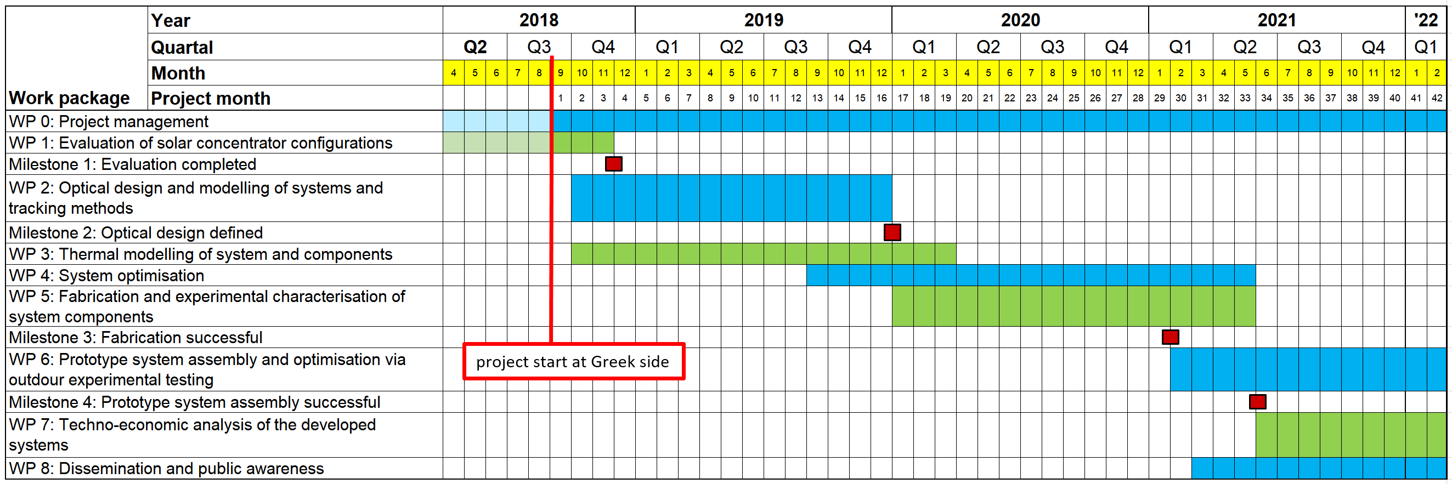 Year 2018 2019 2020 2021 '22
Quartal Q2 Q3 Q4 Q1 Q2 Q3 Q4 Q1 Q2 Q3 Q4 Q1 Q2 Q3 Q4 Q1
Month 4 5 6 7 8 9 10 11 12 1 2 3 4 5 6 7 8 9 10 11 12 1 2 3 4 5 6 7 8 9 10 11 12 1 2 3 4 5 6 7 8 9 10 11 12 1 2
Work package Project month 1 2 3 4 5 6 7 8 9 10 11 12 13 14 15 16 17 18 19 20 21 22 23 24 25 26 27 28 29 30 31 32 33 34 35 36 37 38 39 40 41 42
WP 0: Project management
WP 1: Evaluation of solar concentrator configurations
Milestone 1: Evaluation completed
WP 2: Optical design and modelling of systems and
tracking methods
Milestone 2: Optical design defined
WP 3: Thermal modelling of system and components
WP 4: System optimisation
WP 5: Fabrication and experimental characterisation of
system components
Milestone 3: Fabrication successful
WP 6: Prototype system assembly and optimisation via
outdour experimental testing
project start at Greek side
Milestone 4: Prototype system assembly successful
WP 7: Techno-economic analysis of the developed
systems
WP 8: Dissemination and public awareness